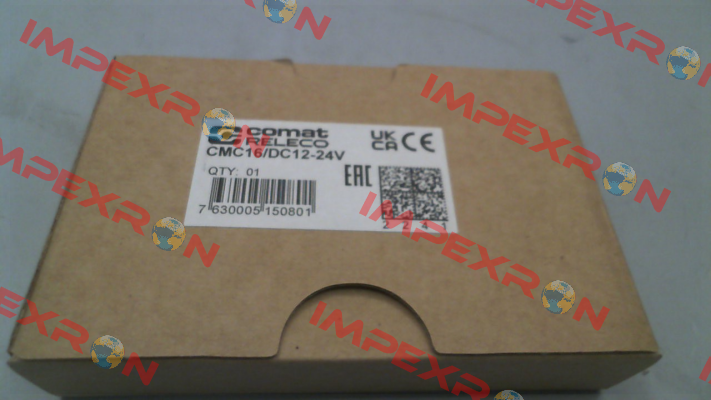 comat
RELECO
CMC16/DC12-24V
QTY: 01
7 630005 150801
UK
CA CE
EAC
IMPEXRON
IMPEXRON
IMPEXRON
IMPEXRON
IMPEXRON
IMPEXRON
IMPEXRON